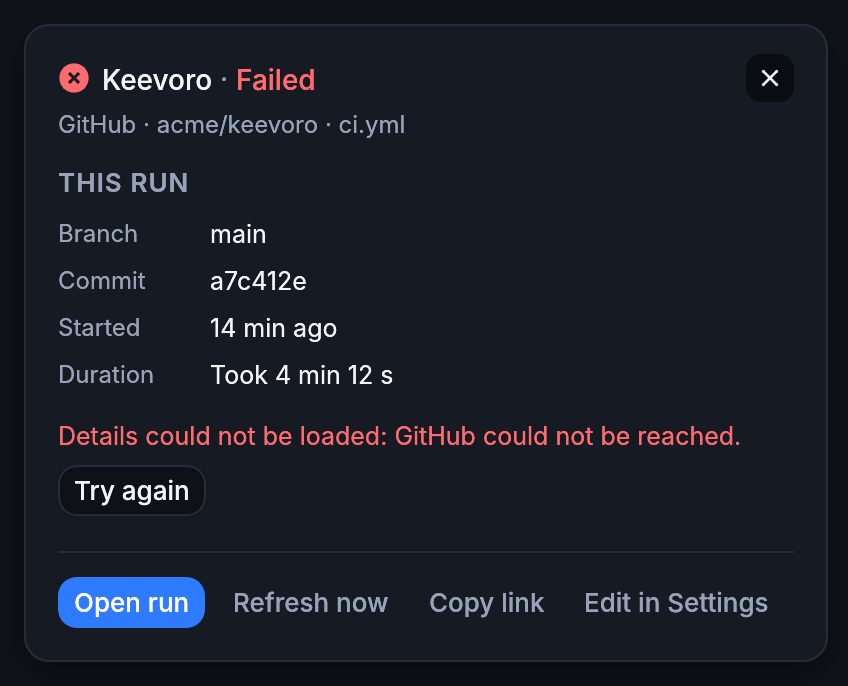 Keevoro · Failed
GitHub · acme/keevoro · ci.yml
THIS RUN
Branch main
Commit a7c412e
Started 14 min ago
Duration Took 4 min 12 s
Details could not be loaded: GitHub could not be reached.
Try again
Open run Refresh now Copy link Edit in Settings